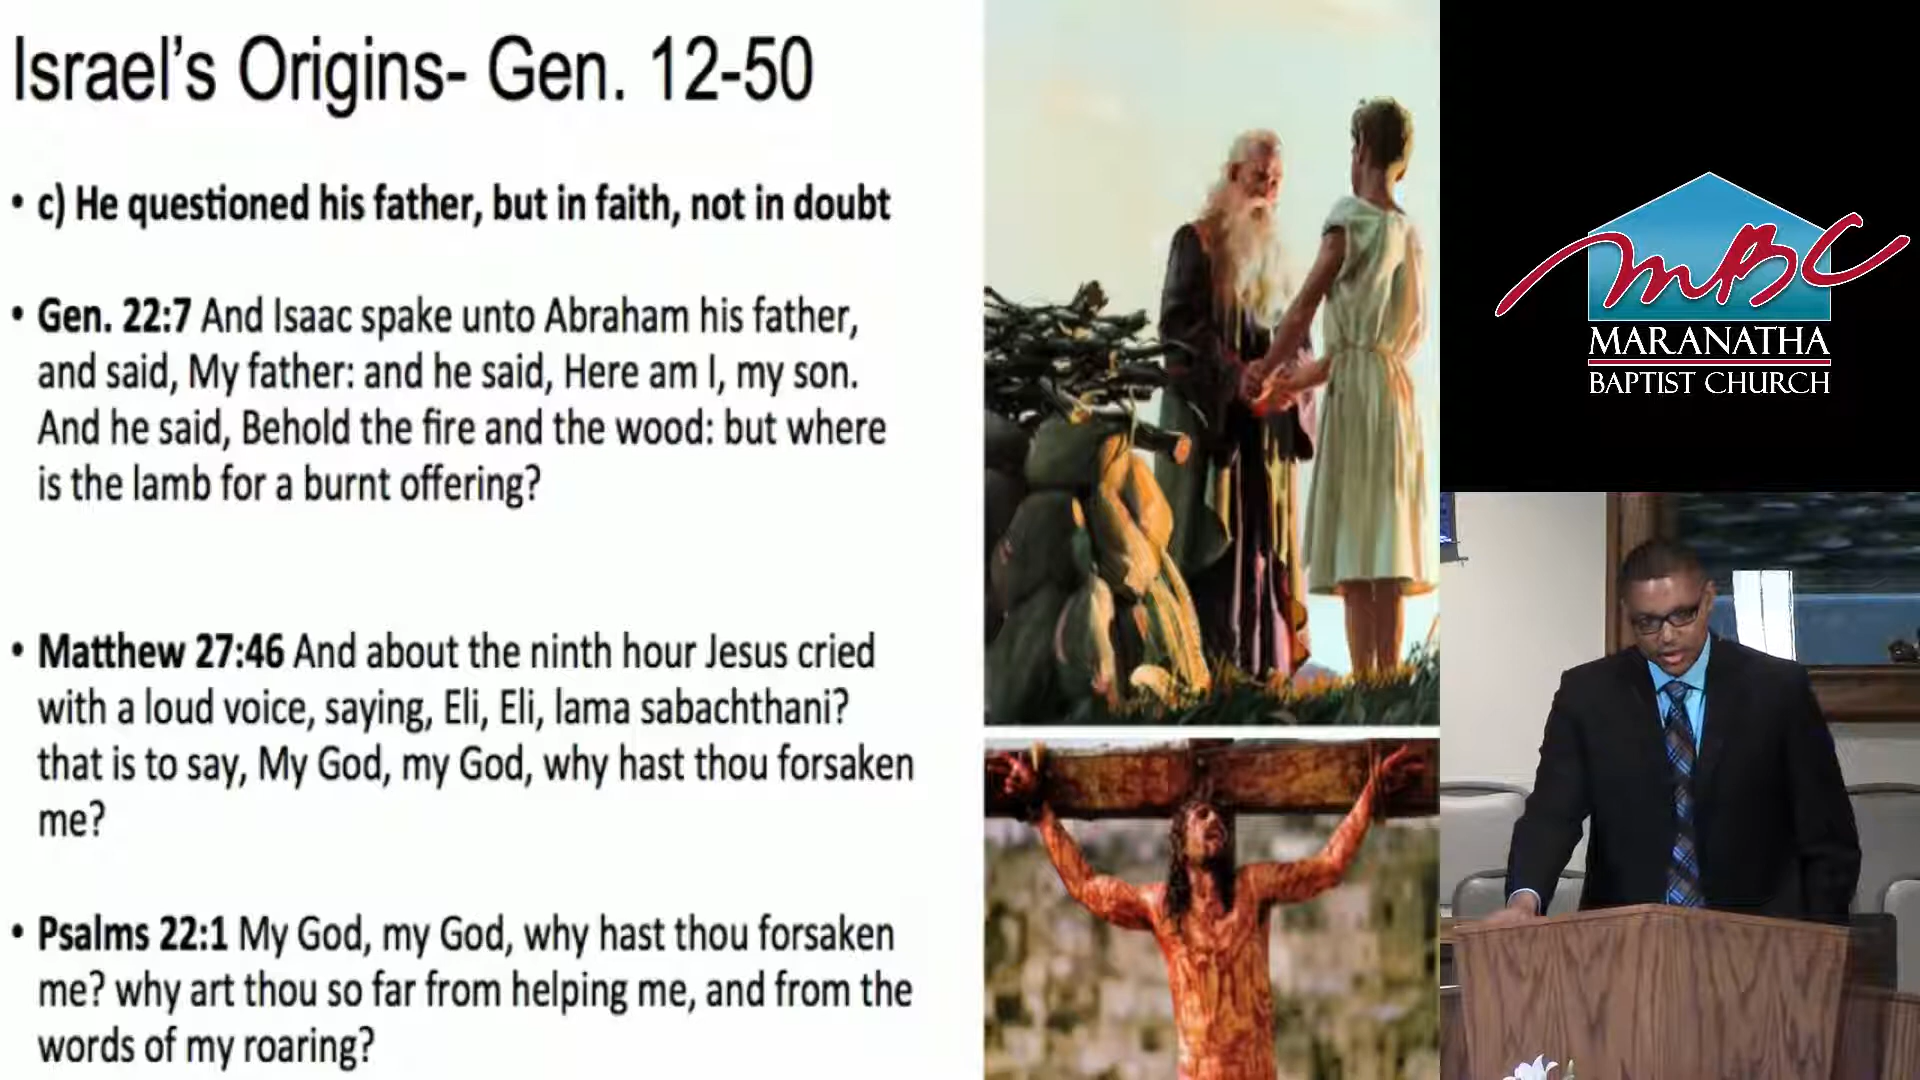 Israel's Origins- Gen. 12-50
• c) He questioned his father, but in faith, not in doubt
• Gen. 22:7 And Isaac spake unto Abraham his father,
and said, My father: and he said, Here am I, my son.
And he said, Behold the fire and the wood: but where
is the lamb for a burnt offering?
• Matthew 27:46 And about the ninth hour Jesus cried
with a loud voice, saying, Eli, Eli, lama sabachthani?
that is to say, My God, my God, why hast thou forsaken
me?
• Psalms 22:1 My God, my God, why hast thou forsaken
me? why art thou so far from helping me, and from the
words of my roaring?
MBC
MARANATHA
BAPTIST CHURCH